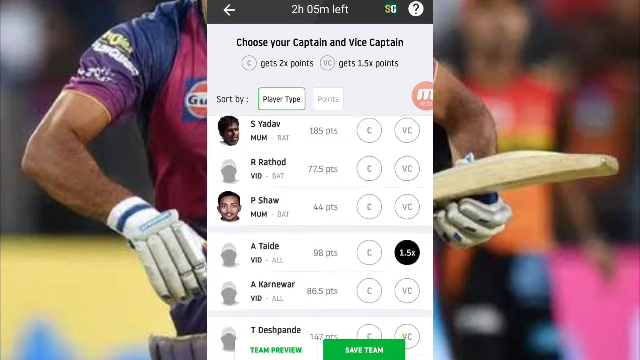 2h 05m left
SG
?
Choose your Captain and Vice Captain
C gets 2x points VC gets 1.5x points
Sort by : Player Type Points
S Yadav
MUM - BAT
185 pts
C VC
R Rathod
VID - BAT
77.5 pts
C VC
P Shaw
MUM - BAT
44 pts
C VC
A Taide
VID - ALL
98 pts
C 1.5x
A Karnewar
VID - ALL
86.5 pts
C VC
T Deshpande
147 pts
C VC
TEAM PREVIEW SAVE TEAM
Gulf